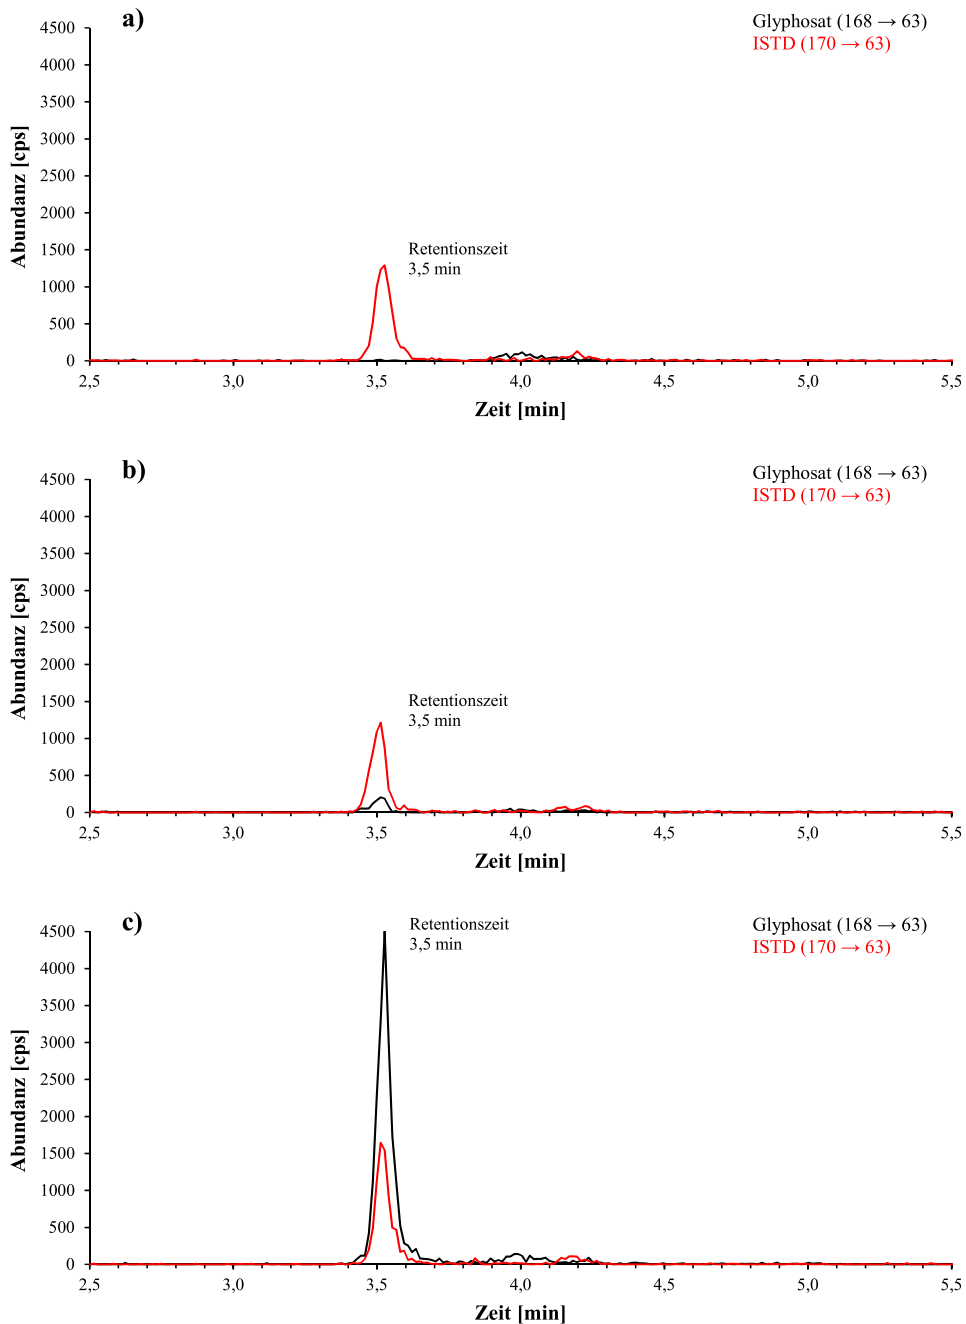 a)
Glyphosat (168 → 63)
ISTD (170 → 63)
4500
4000
3500
3000
2500
2000
1500
1000
500
0
Abundanz [cps]
Retentionszeit
3,5 min
2,5 3,0 3,5 4,0 4,5 5,0 5,5
Zeit [min]
b)
Glyphosat (168 → 63)
ISTD (170 → 63)
4500
4000
3500
3000
2500
2000
1500
1000
500
0
Abundanz [cps]
Retentionszeit
3,5 min
2,5 3,0 3,5 4,0 4,5 5,0 5,5
Zeit [min]
c)
Glyphosat (168 → 63)
ISTD (170 → 63)
4500
4000
3500
3000
2500
2000
1500
1000
500
0
Abundanz [cps]
Retentionszeit
3,5 min
2,5 3,0 3,5 4,0 4,5 5,0 5,5
Zeit [min]